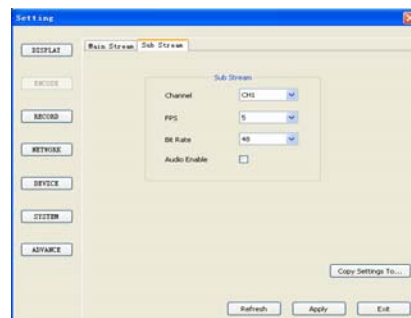 Setting
DISPLAY
ENCODE
RECORD
NETWORK
DEVICE
SYSTEM
ADVANCE
Main Stream
Sub Stream
Sub Stream
Channel CH1
FPS 5
Bit Rate 48
Audio Enable
Copy Settings To...
Refresh
Apply
Exit